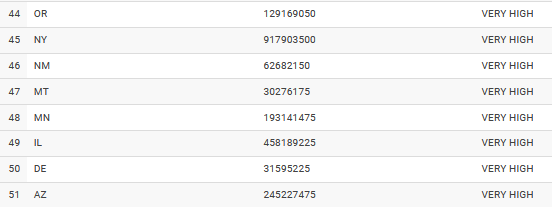 44 OR 129169050 VERY HIGH
45 NY 917903500 VERY HIGH
46 NM 62682150 VERY HIGH
47 MT 30276175 VERY HIGH
48 MN 193141475 VERY HIGH
49 IL 458189225 VERY HIGH
50 DE 31595225 VERY HIGH
51 AZ 245227475 VERY HIGH